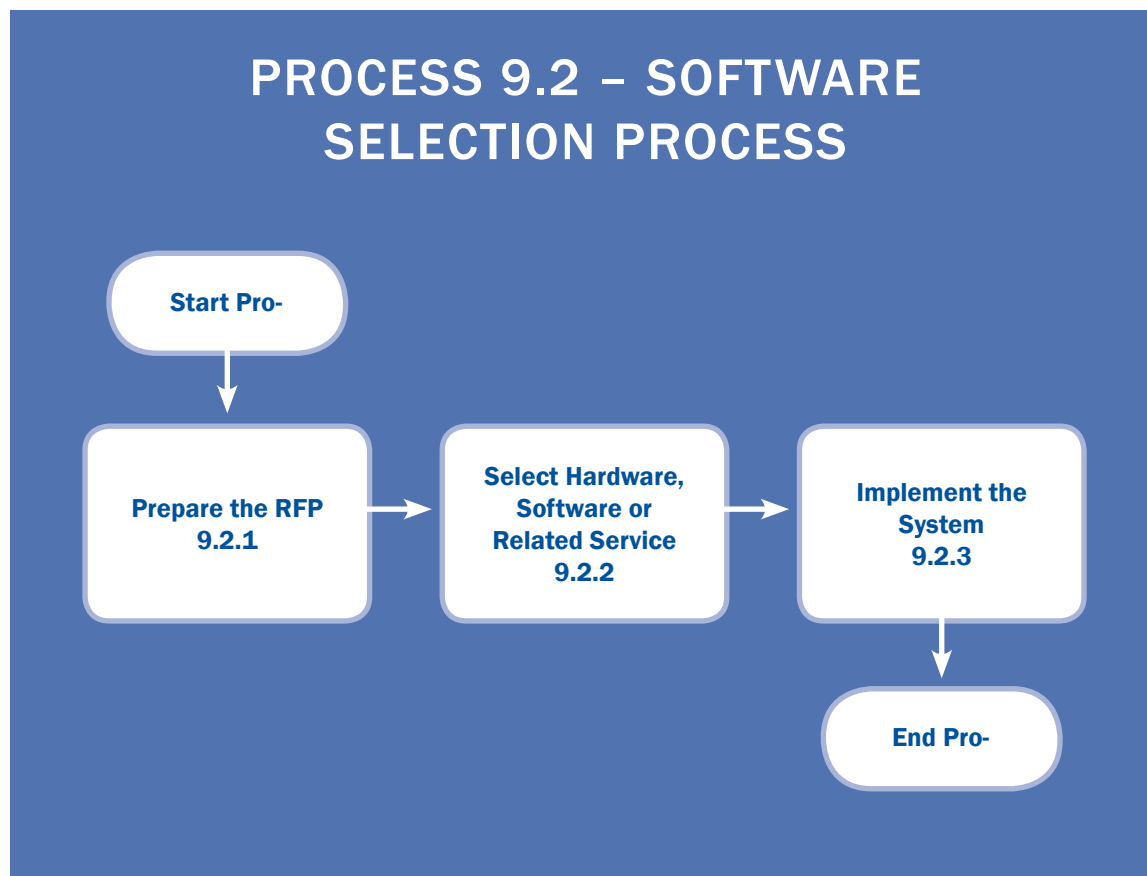 PROCESS 9.2 – SOFTWARE
SELECTION PROCESS
Start Pro-
Prepare the RFP
9.2.1
Select Hardware,
Software or
Related Service
9.2.2
Implement the
System
9.2.3
End Pro-